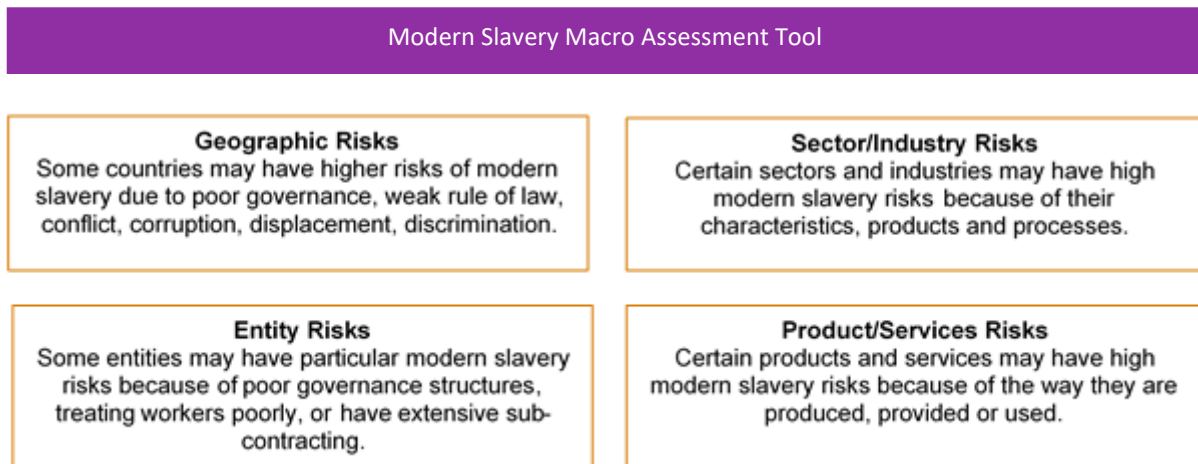 Modern Slavery Macro Assessment Tool
Geographic Risks
Some countries may have higher risks of modern
slavery due to poor governance, weak rule of law,
conflict, corruption, displacement, discrimination.
Sector/Industry Risks
Certain sectors and industries may have high
modern slavery risks because of their
characteristics, products and processes.
Entity Risks
Some entities may have particular modern slavery
risks because of poor governance structures,
treating workers poorly, or have extensive sub-
contracting.
Product/Services Risks
Certain products and services may have high
modern slavery risks because of the way they are
produced, provided or used.